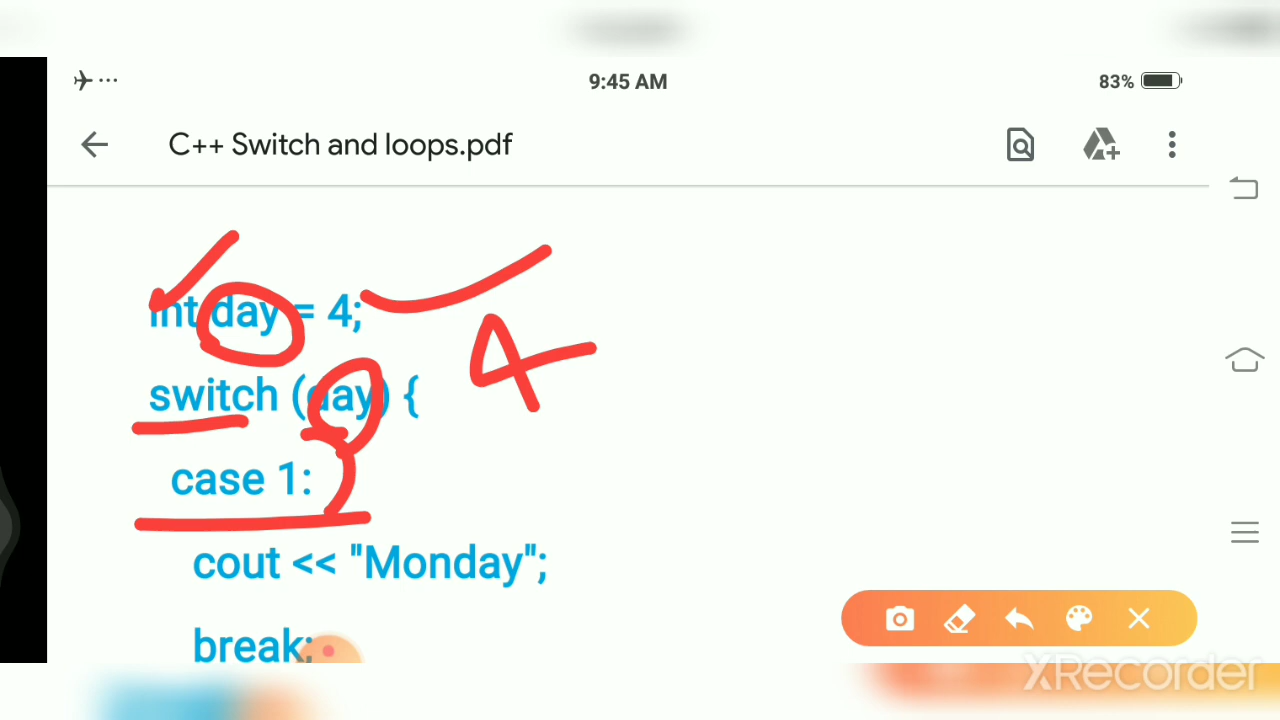 9:45 AM
83%
C++ Switch and loops.pdf
int day = 4;
4
switch (day) {
case 1:
cout << "Monday";
break;
XRecorder